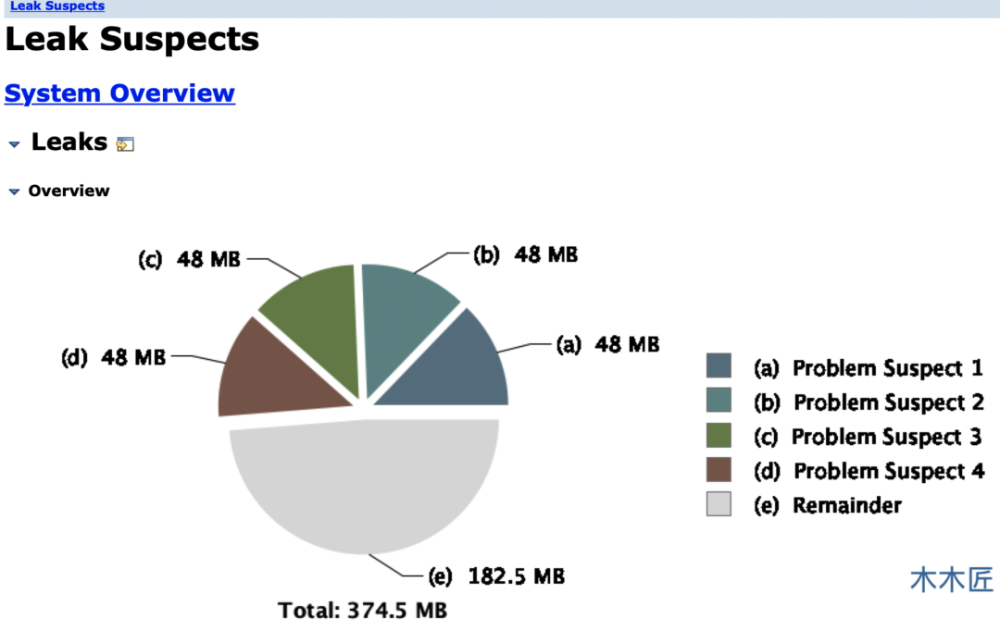 Leak Suspects
Leak Suspects
System Overview
Leaks
Overview
(c) 48 MB
(b) 48 MB
(d) 48 MB
(a) 48 MB
(a) Problem Suspect 1
(b) Problem Suspect 2
(c) Problem Suspect 3
(d) Problem Suspect 4
(e) Remainder
(e) 182.5 MB
木木匠
Total: 374.5 MB